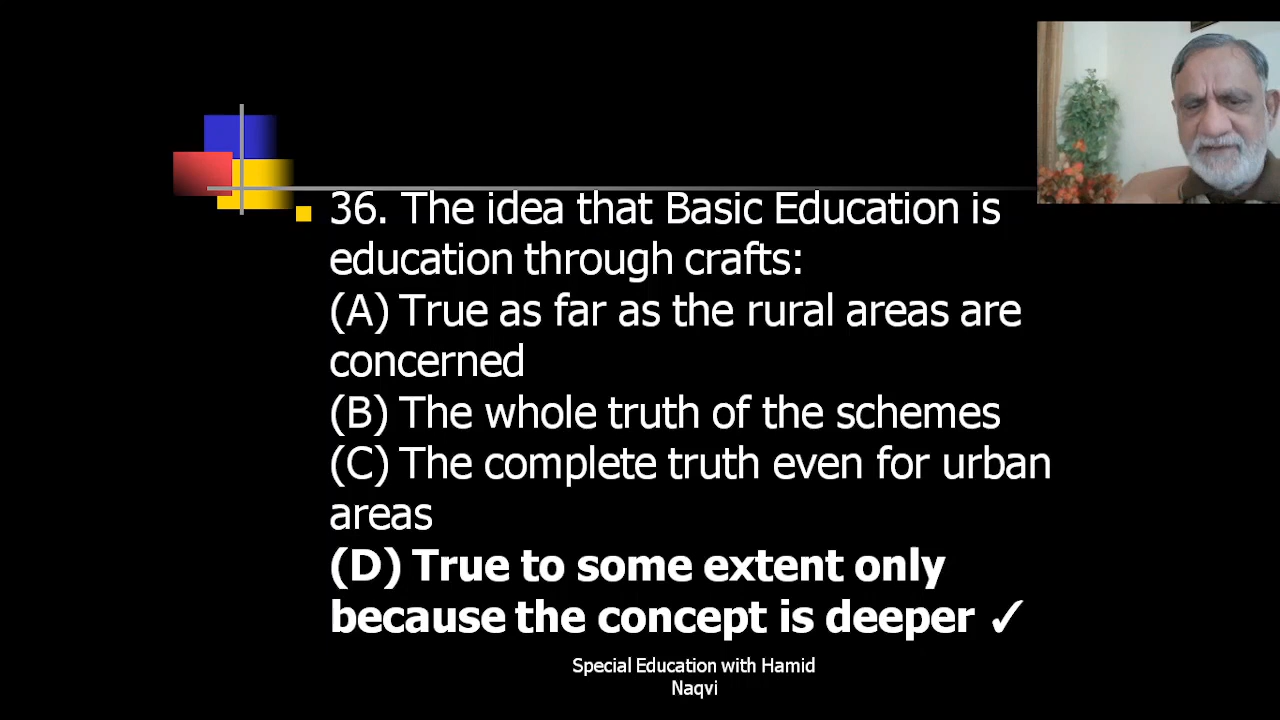 36. The idea that Basic Education is
education through crafts:
(A) True as far as the rural areas are
concerned
(B) The whole truth of the schemes
(C) The complete truth even for urban
areas
(D) True to some extent only
because the concept is deeper ✓
Special Education with Hamid
Naqvi